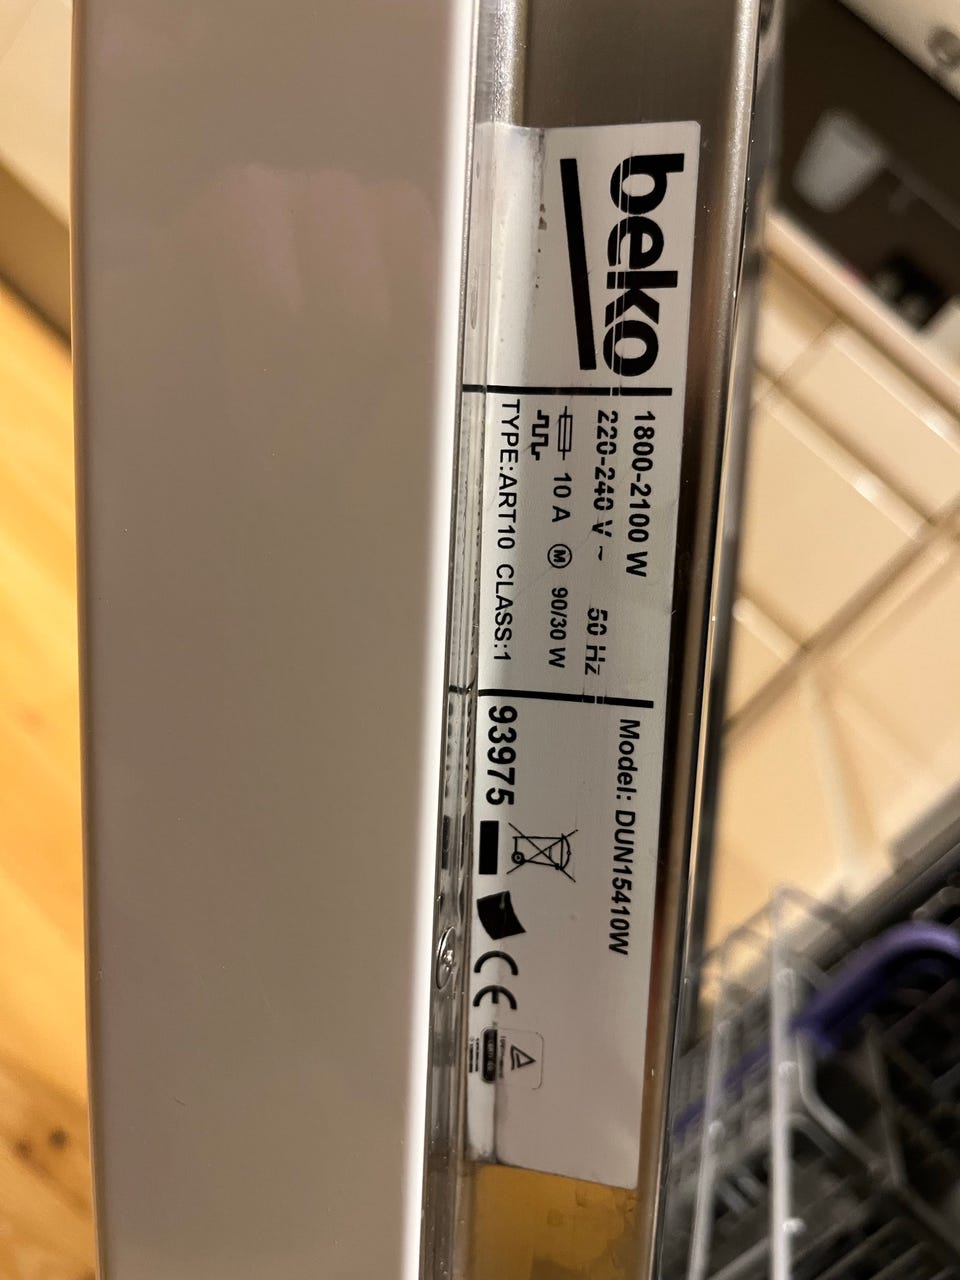 beko
1800-2100 W
220-240 V ~ 50 Hz
10 A M 90/30 W
TYPE:ART10 CLASS:1
Model: DUN15410W
93975
CE